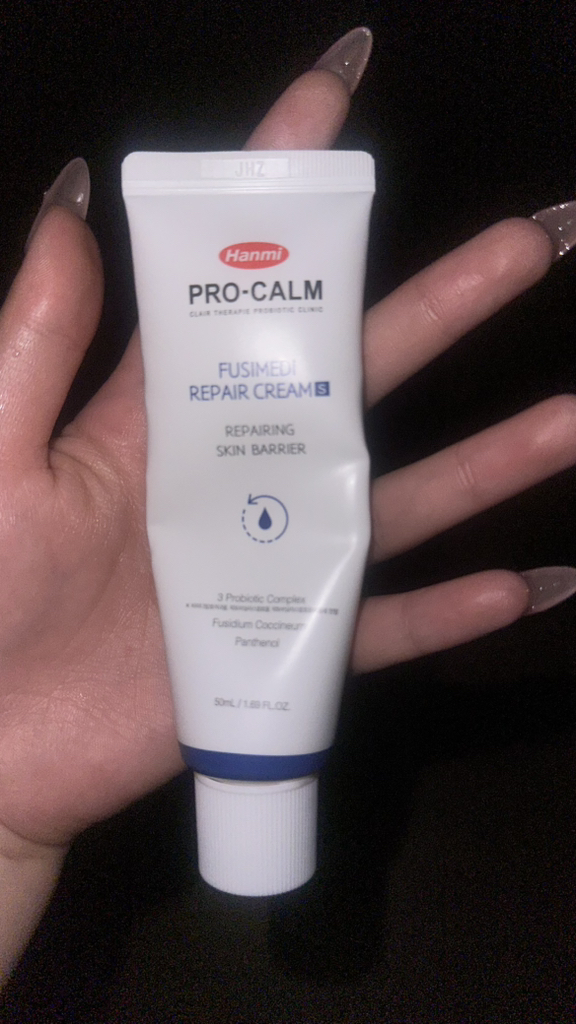 JHZ
Hanmi
PRO-CALM
CLAIR THERAPIE PROBIOTIC CLINIC
FUSIMEDI
REPAIR CREAM S
REPAIRING
SKIN BARRIER
3 Probiotic Complex
Fusidium Coccineum
Panthenol
50mL / 1.69 FL.OZ.